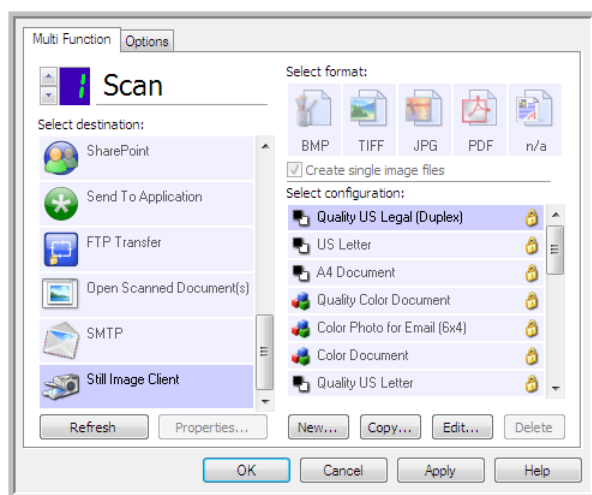 Multi Function Options
1 Scan
Select destination:
SharePoint
Send To Application
FTP Transfer
Open Scanned Document(s)
SMTP
Still Image Client
Refresh Properties...
Select format:
BMP TIFF JPG PDF n/a
Create single image files
Select configuration:
Quality US Legal (Duplex)
US Letter
A4 Document
Quality Color Document
Color Photo for Email (6x4)
Color Document
Quality US Letter
New... Copy... Edit... Delete
OK Cancel Apply Help